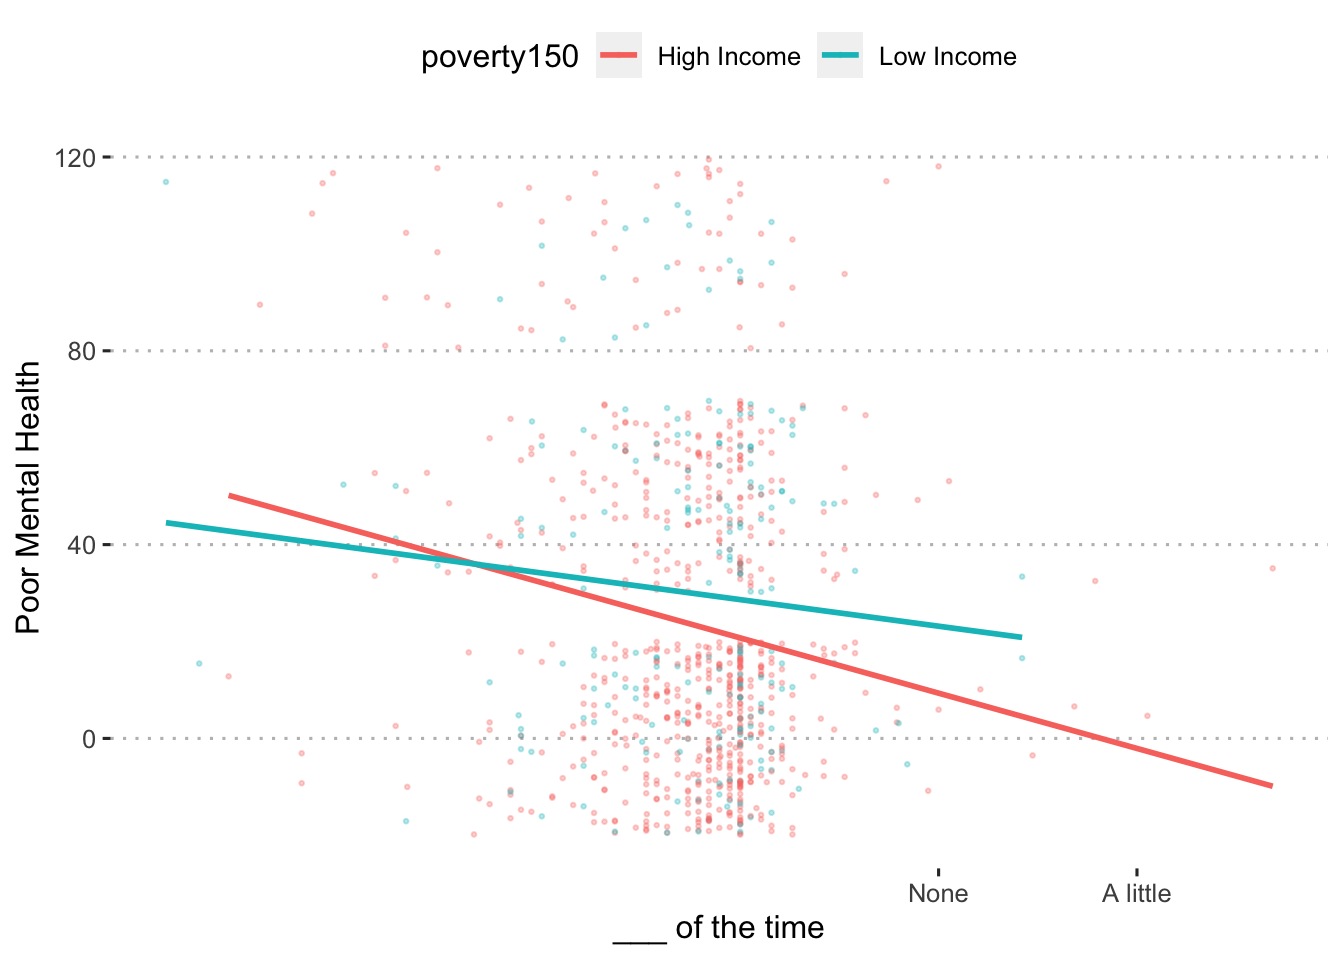 poverty150 High Income Low Income
120
80
40
0
Poor Mental Health
None A little
___ of the time